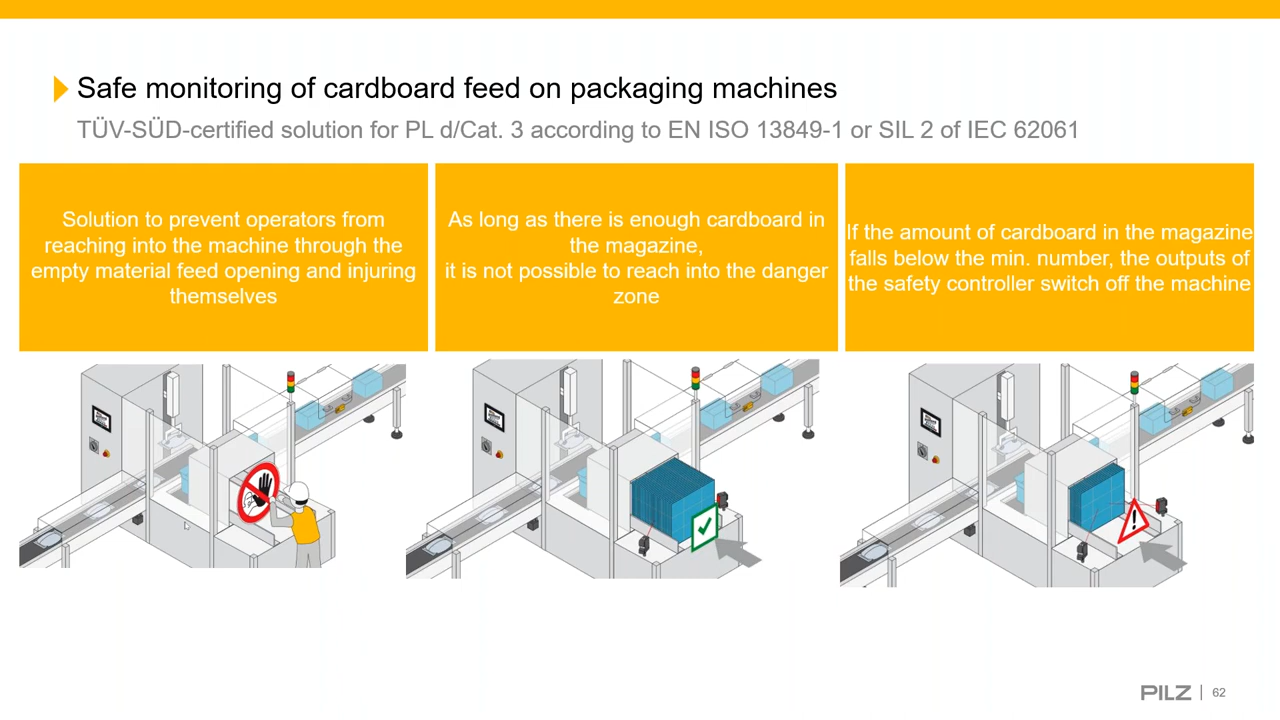 Safe monitoring of cardboard feed on packaging machines
TÜV-SÜD-certified solution for PL d/Cat. 3 according to EN ISO 13849-1 or SIL 2 of IEC 62061
Solution to prevent operators from
reaching into the machine through the
empty material feed opening and injuring
themselves
As long as there is enough cardboard in
the magazine,
it is not possible to reach into the danger
zone
If the amount of cardboard in the magazine
falls below the min. number, the outputs of
the safety controller switch off the machine
PILZ
62